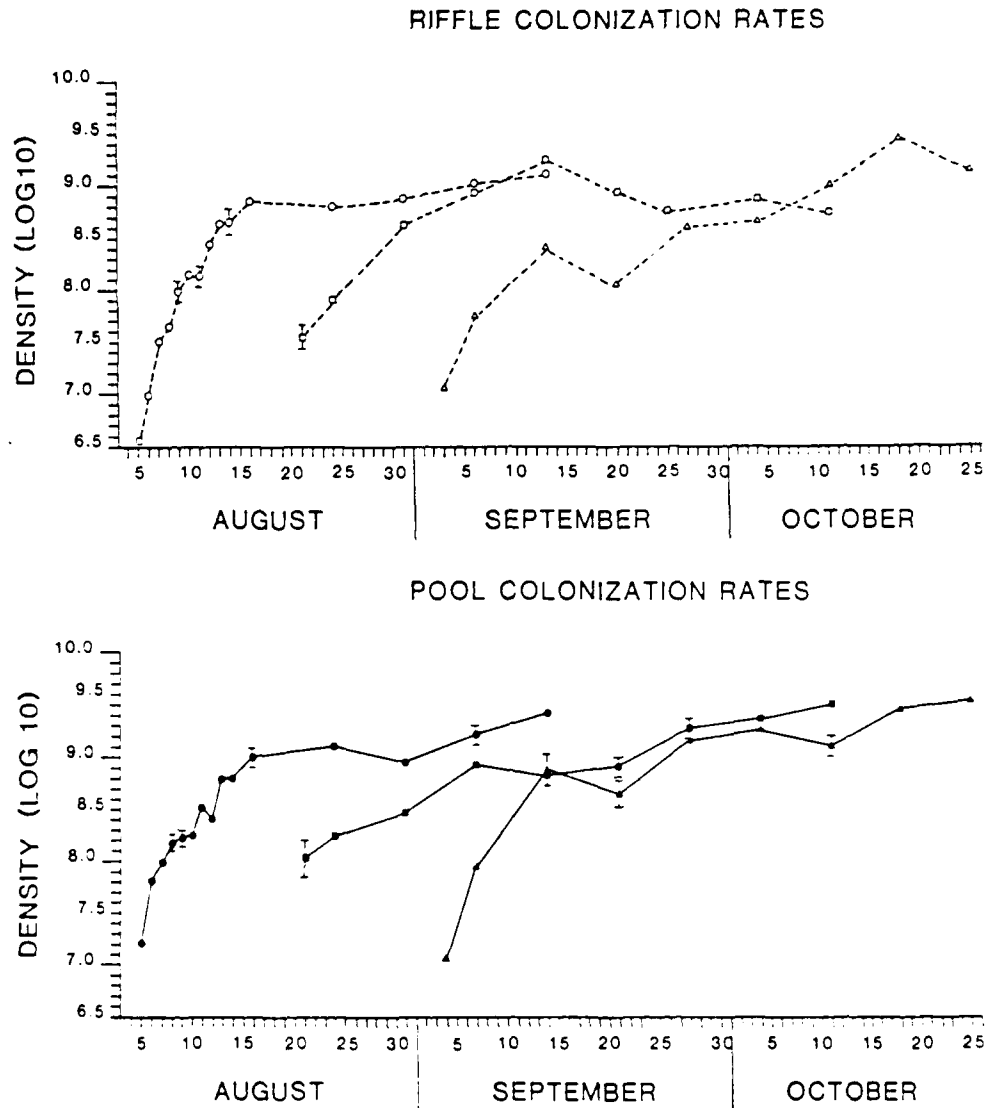 RIFFLE COLONIZATION RATES
DENSITY (LOG10)
10.0
9.5
9.0
8.5
8.0
7.5
7.0
6.5
5 10 15 20 25 30 5 10 15 20 25 30 5 10 15 20 25
AUGUST SEPTEMBER OCTOBER
POOL COLONIZATION RATES
DENSITY (LOG 10)
10.0
9.5
9.0
8.5
8.0
7.5
7.0
6.5
5 10 15 20 25 30 5 10 15 20 25 30 5 10 15 20 25
AUGUST SEPTEMBER OCTOBER